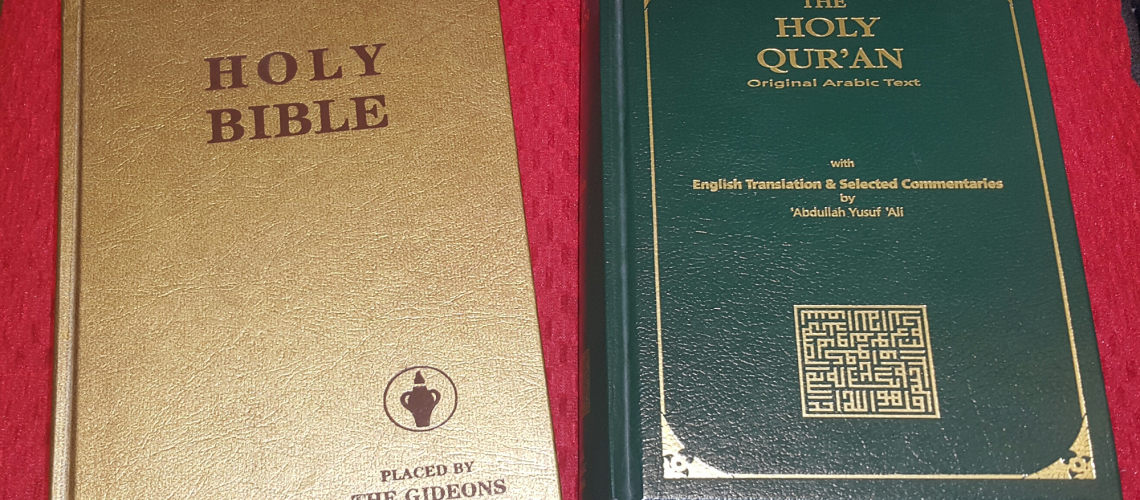 HOLY
BIBLE
PLACED BY
THE GIDEONS
THE
HOLY
QUR'AN
Original Arabic Text
with
English Translation & Selected Commentaries
by
'Abdullah Yusuf 'Ali